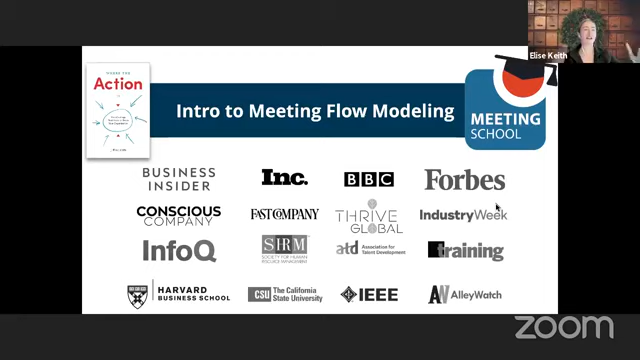 Elise Keith
WHERE THE
Action
IS
Intro to Meeting Flow Modeling
MEETING
SCHOOL
BUSINESS
INSIDER
Inc.
BBC
Forbes
CONSCIOUS
COMPANY
FAST COMPANY
THRIVE
GLOBAL
IndustryWeek
InfoQ
SHRM
SOCIETY FOR HUMAN
RESOURCE MANAGEMENT
atd Association for
Talent Development
training
HARVARD
BUSINESS SCHOOL
CSU The California
State University
IEEE
AW AlleyWatch
zoom